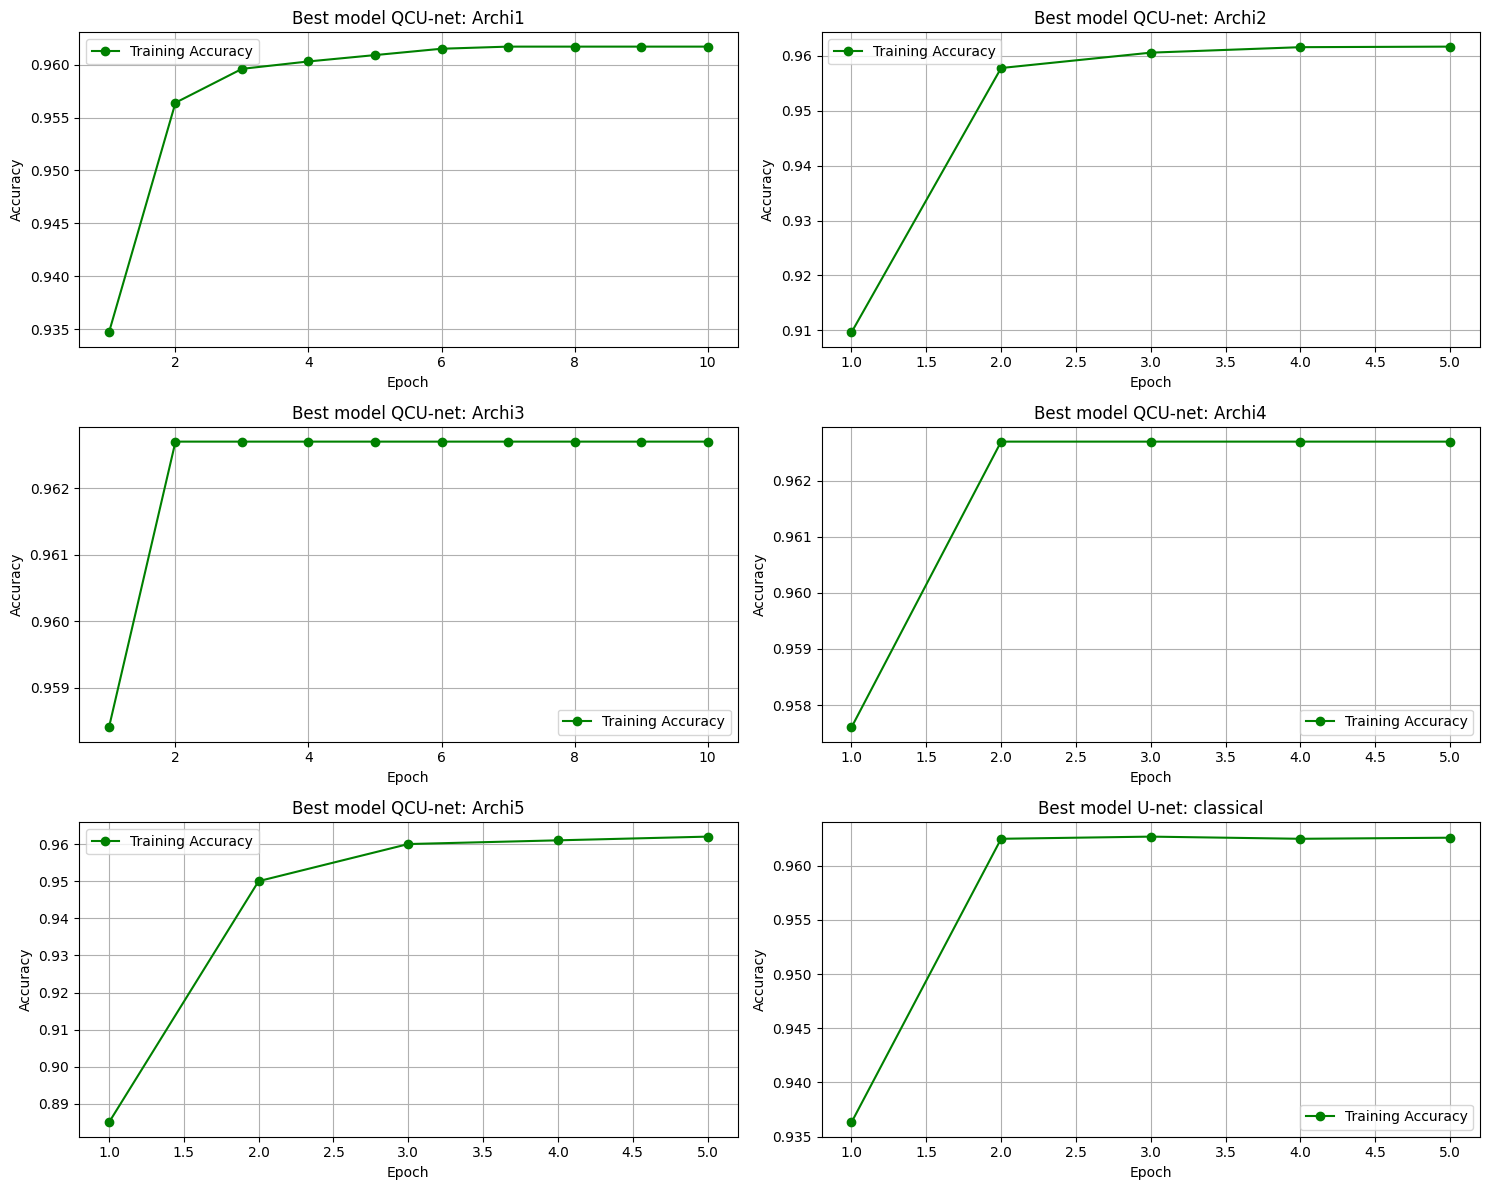 Best model QCU-net: Archi1
Training Accuracy
0.960
0.955
0.950
0.945
0.940
0.935
Accuracy
2 4 6 8 10
Epoch
Best model QCU-net: Archi2
Training Accuracy
0.96
0.95
0.94
0.93
0.92
0.91
Accuracy
1.0 1.5 2.0 2.5 3.0 3.5 4.0 4.5 5.0
Epoch
Best model QCU-net: Archi3
0.962
0.961
0.960
0.959
Accuracy
Training Accuracy
2 4 6 8 10
Epoch
Best model QCU-net: Archi4
0.962
0.961
0.960
0.959
0.958
Accuracy
Training Accuracy
1.0 1.5 2.0 2.5 3.0 3.5 4.0 4.5 5.0
Epoch
Best model QCU-net: Archi5
Training Accuracy
0.96
0.95
0.94
0.93
0.92
0.91
0.90
0.89
Accuracy
1.0 1.5 2.0 2.5 3.0 3.5 4.0 4.5 5.0
Epoch
Best model U-net: classical
0.960
0.955
0.950
0.945
0.940
0.935
Accuracy
Training Accuracy
1.0 1.5 2.0 2.5 3.0 3.5 4.0 4.5 5.0
Epoch